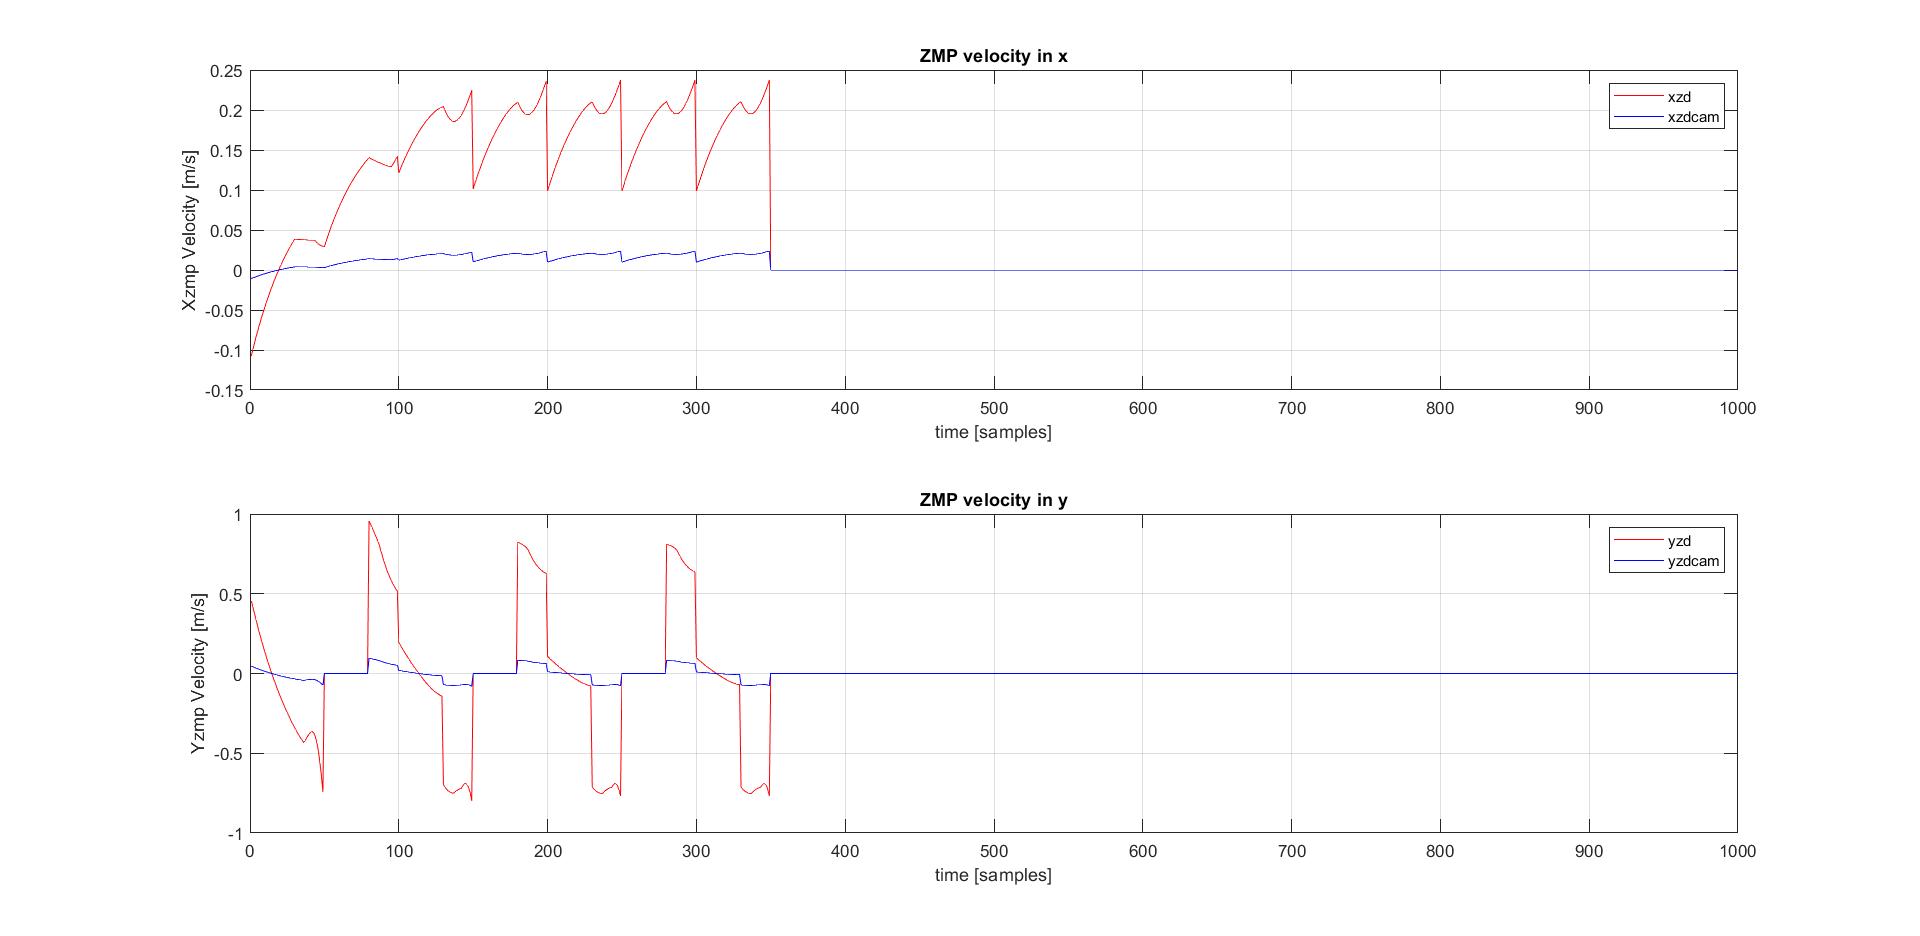 ZMP velocity in x
0.25
0.2
0.15
0.1
0.05
0
-0.05
-0.1
-0.15
Xzmp Velocity [m/s]
xzd
xzdcam
0 100 200 300 400 500 600 700 800 900 1000
time [samples]
ZMP velocity in y
1
0.5
0
-0.5
-1
Yzmp Velocity [m/s]
yzd
yzdcam
0 100 200 300 400 500 600 700 800 900 1000
time [samples]